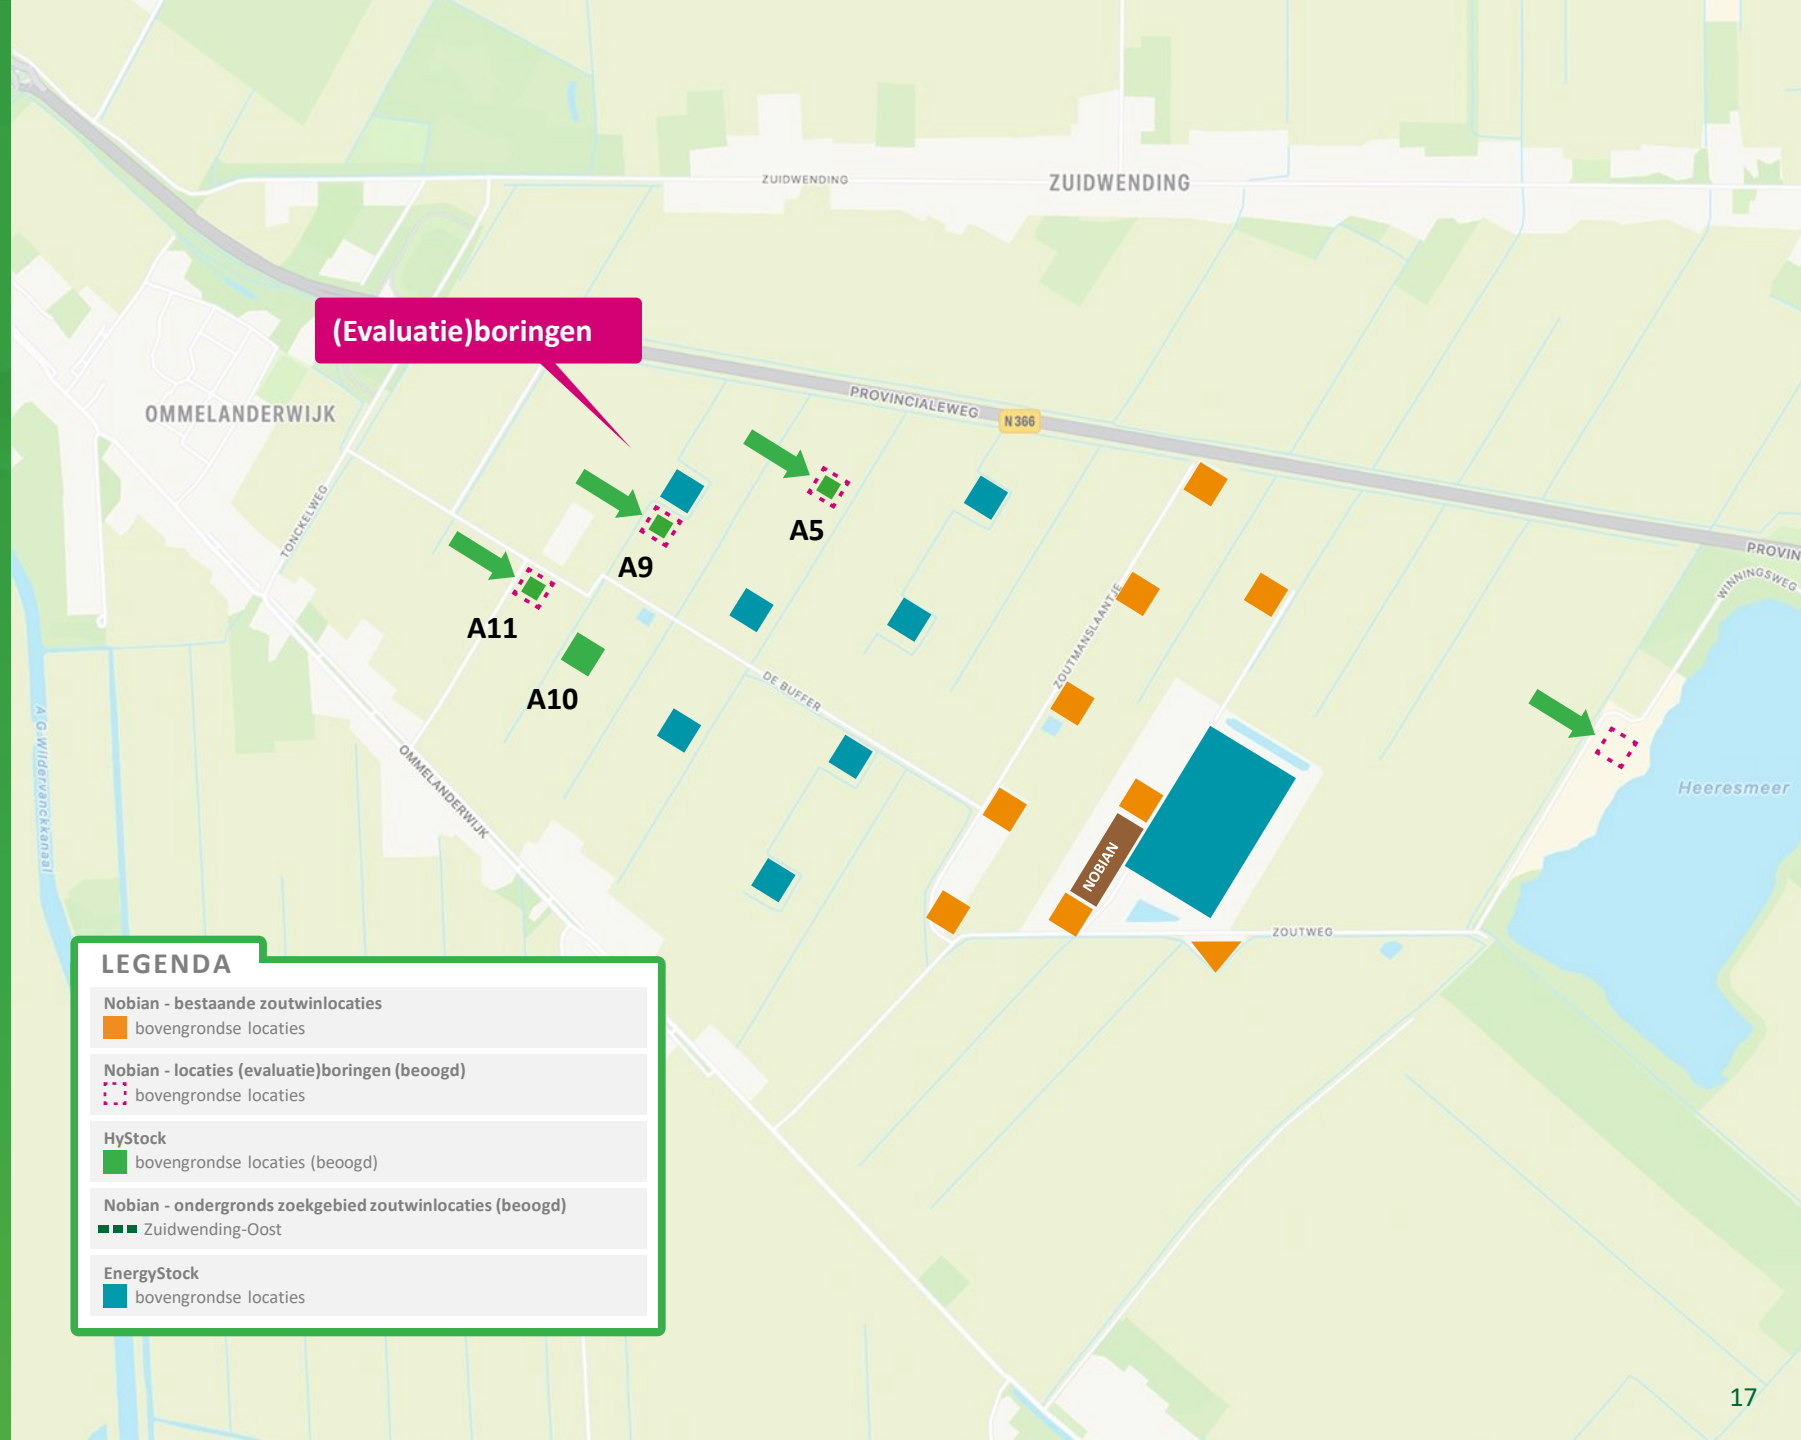 ZUIDWENDING
ZUIDWENDING
(Evaluatie)boringen
OMMELANDERWIJK
PROVINCIALEWEG
N366
PROVIN
WINNINGSWEG
TONCKELWEG
A5
A9
A11
A10
ZOUTMANSLAANTJE
DE BUFFER
OMMELANDERWIJK
A.G.Wildervanckkanaal
Heeresmeer
NOBIAN
ZOUTWEG
LEGENDA
Nobian - bestaande zoutwinlocaties
bovengrondse locaties
Nobian - locaties (evaluatie)boringen (beoogd)
bovengrondse locaties
HyStock
bovengrondse locaties (beoogd)
Nobian - ondergronds zoekgebied zoutwinlocaties (beoogd)
Zuidwending-Oost
EnergyStock
bovengrondse locaties
17